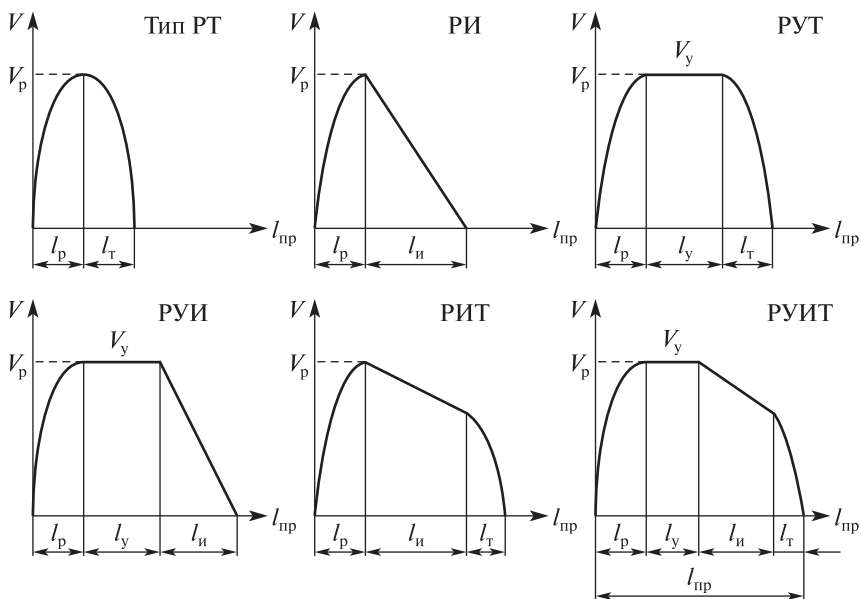 V Тип РТ V РИ V РУТ
Vр Vр Vр Vу
lпр lпр lпр
lр lт lр lи lр lу lт
V РУИ V РИТ V РУИТ
Vр Vу Vр Vр Vу
lпр lпр lпр
lр lу lи lр lи lт lр lу lи lт
lпр